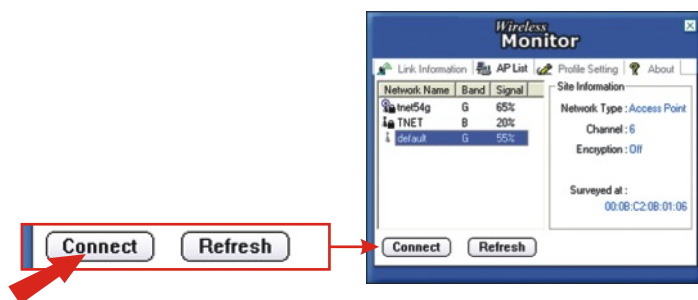 Wireless
Monitor
Link Information AP List Profile Setting About
Network Name Band Signal
tnet54g G 65%
TNET B 20%
default G 55%
Site Information
Network Type : Access Point
Channel : 6
Encryption : Off
Surveyed at :
00:0B:C2:0B:01:06
Connect Refresh
Connect Refresh